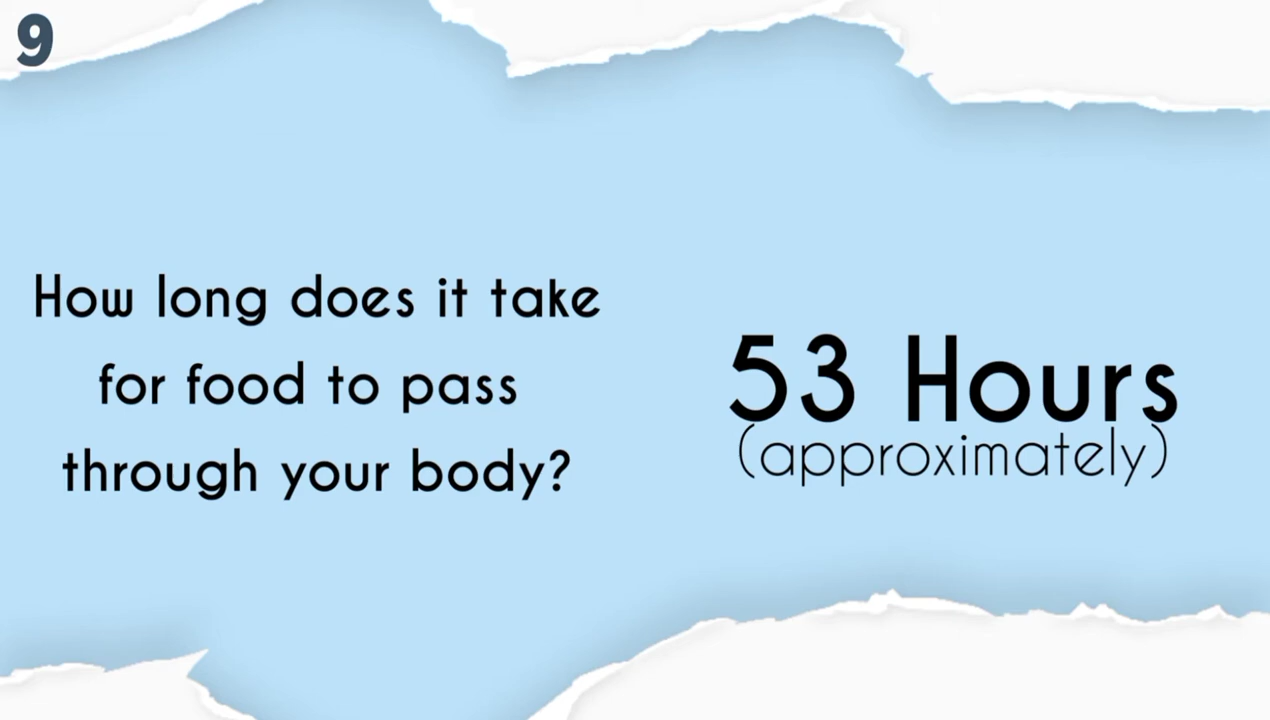 9
How long does it take
for food to pass
through your body?
53 Hours
(approximately)